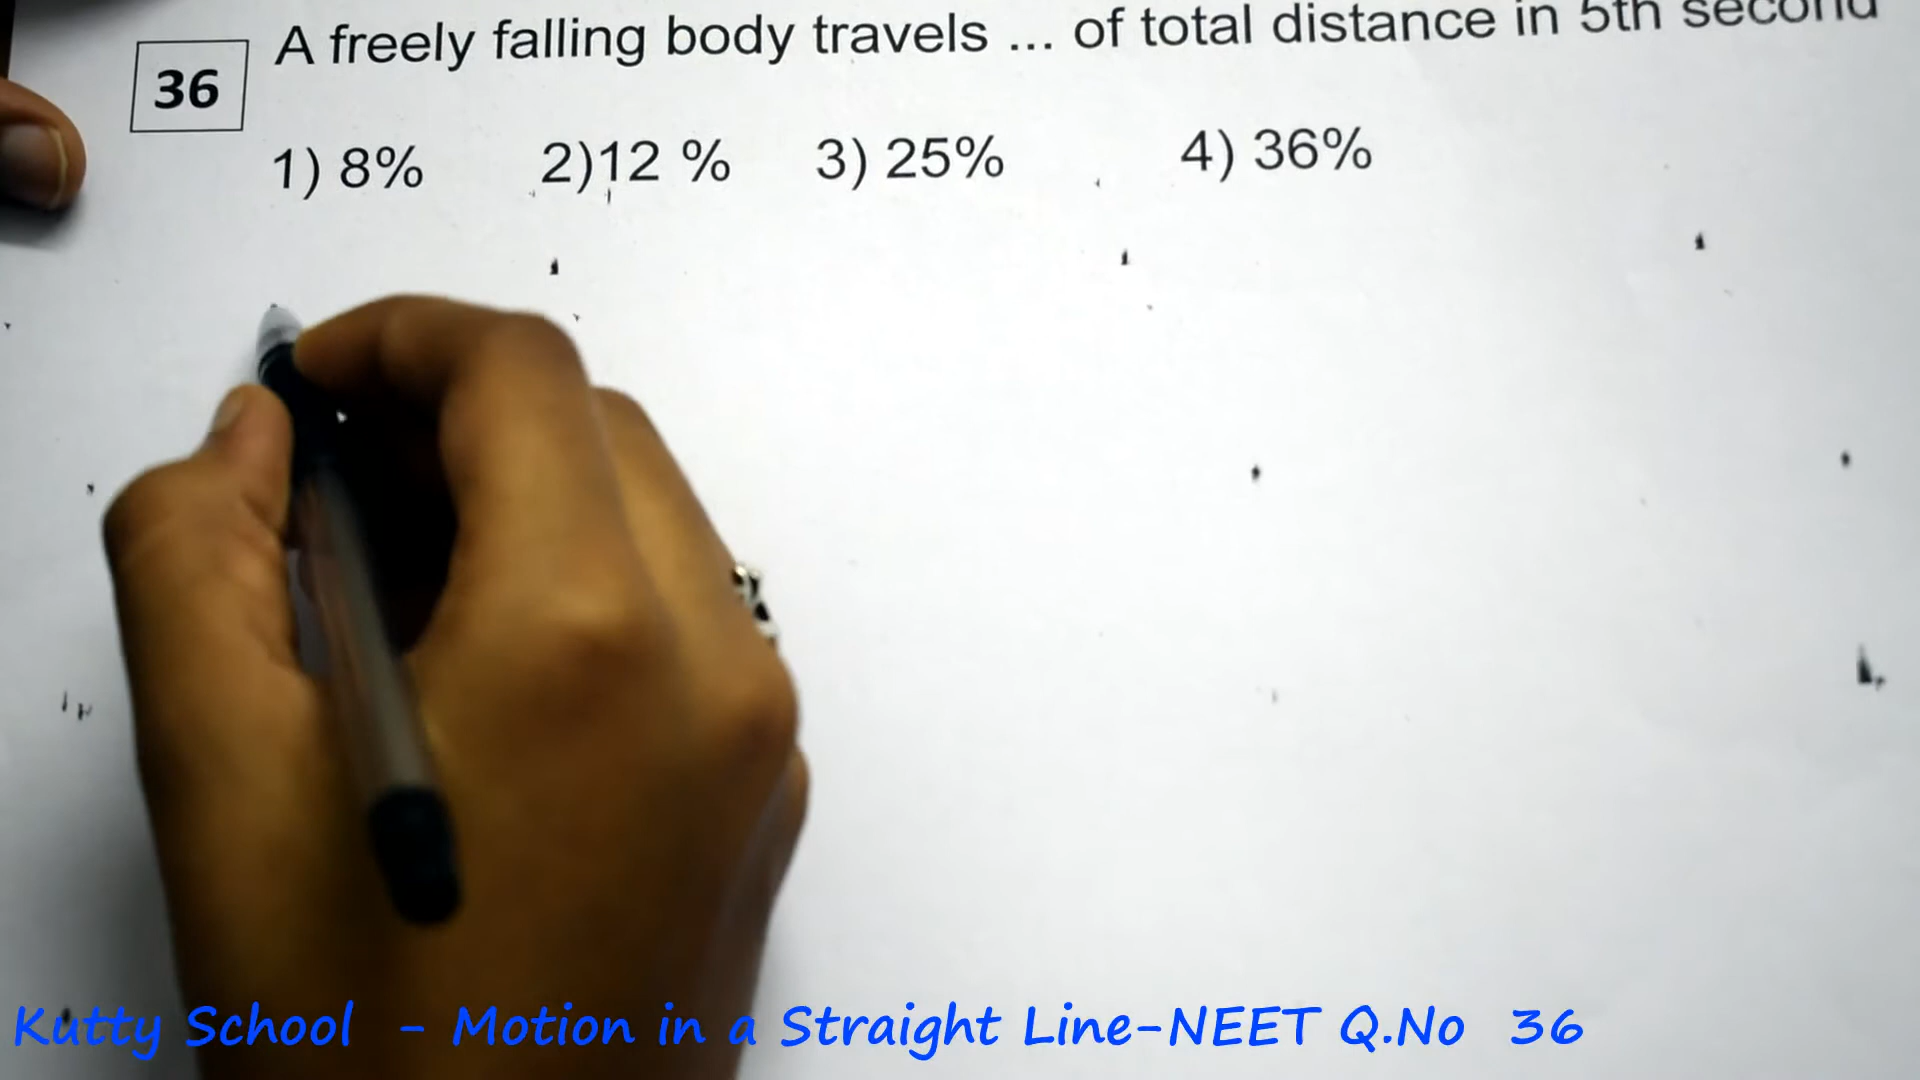 36
A freely falling body travels ... of total distance in 5th second
1) 8% 2)12 % 3) 25% 4) 36%
Kutty School - Motion in a Straight Line-NEET Q.No 36